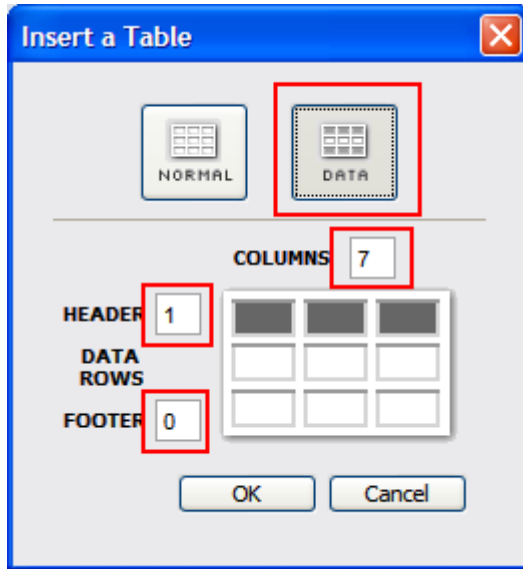 Insert a Table
NORMAL DATA
COLUMNS 7
HEADER 1
DATA
ROWS
FOOTER 0
OK Cancel